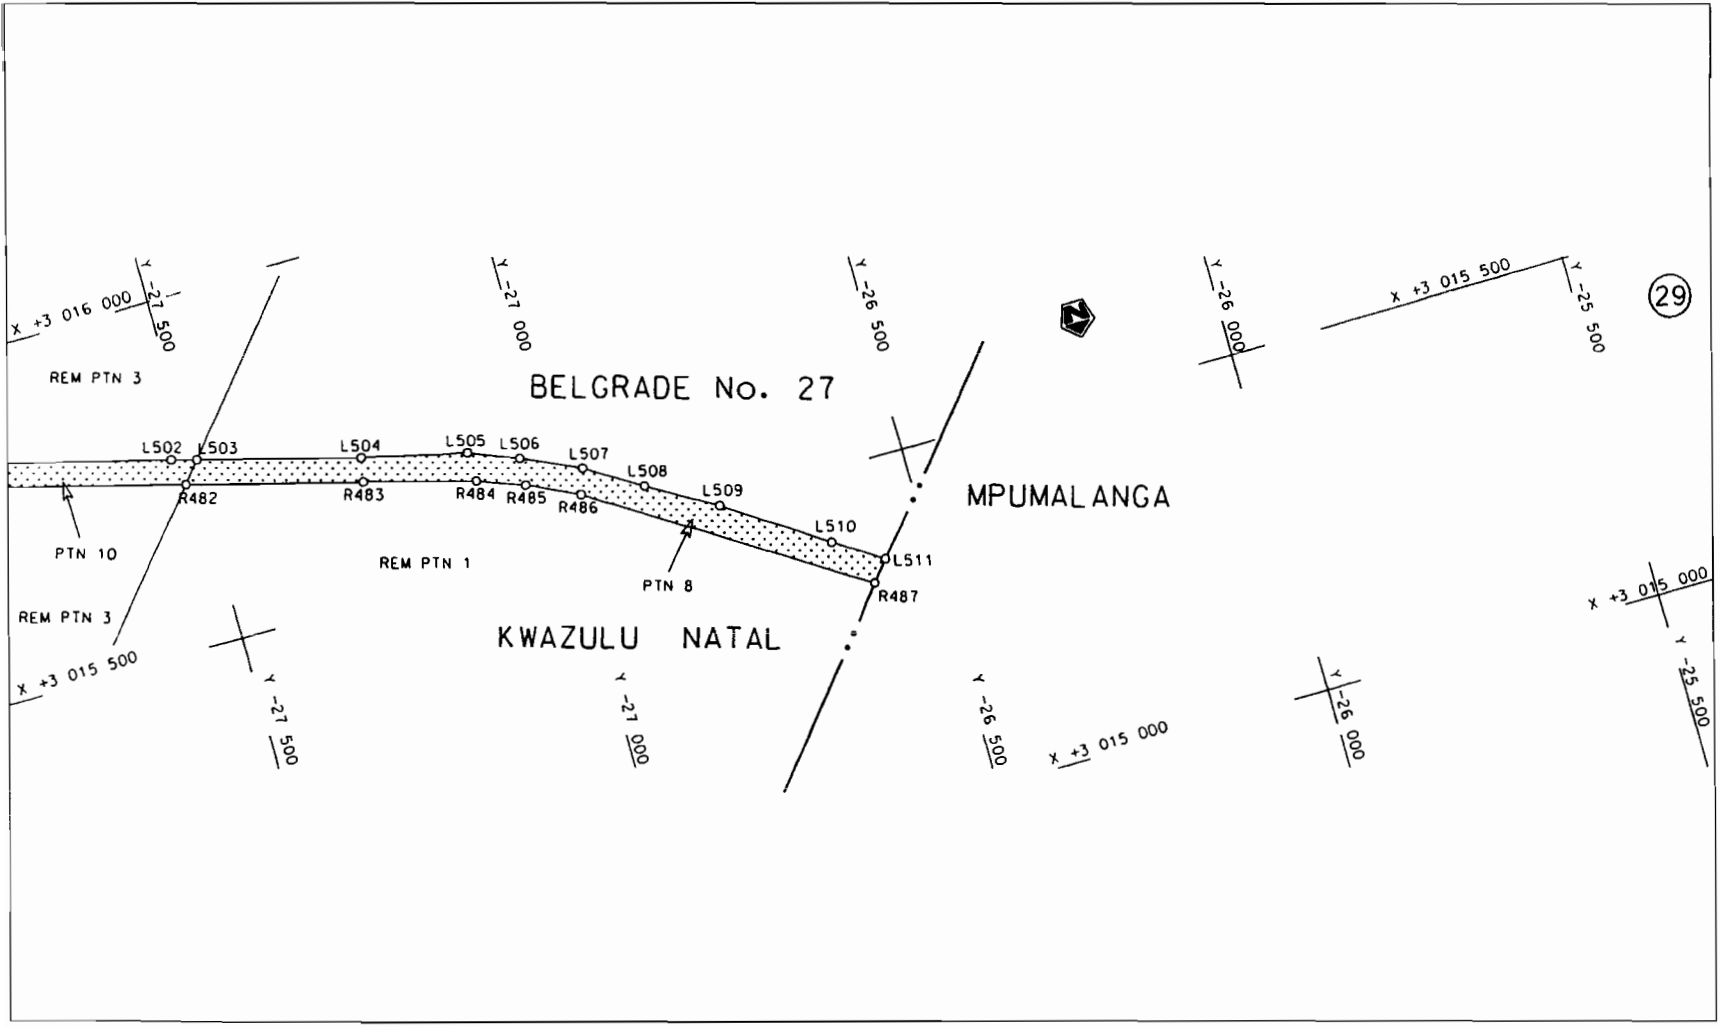 Y -27 500
Y -27 000
Y -26 500
Y -26 000
X +3 015 500
Y -25 500
29
X +3 016 000
N
REM PTN 3
BELGRADE No. 27
L502
L503
L504
L505
L506
L507
L508
L509
L510
L511
R482
R483
R484
R485
R486
R487
MPUMALANGA
PTN 10
REM PTN 1
PTN 8
REM PTN 3
KWAZULU NATAL
X +3 015 000
X +3 015 500
Y -27 500
Y -27 000
Y -26 500
X +3 015 000
Y -26 000
Y -25 500